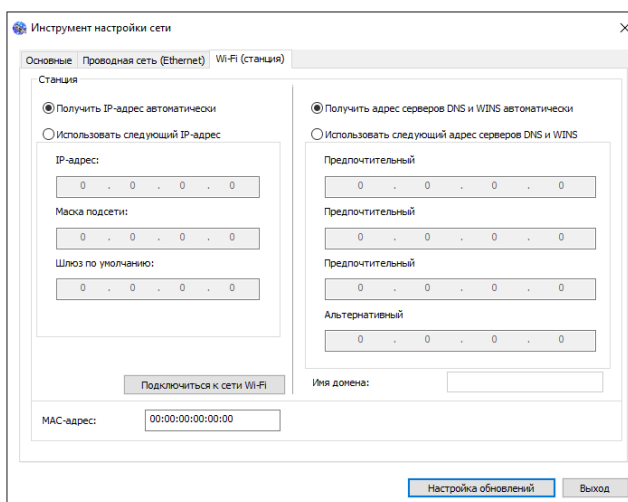 Инструмент настройки сети
Основные Проводная сеть (Ethernet) Wi-Fi (станция)
Станция
Получить IP-адрес автоматически
Использовать следующий IP-адрес
IP-адрес:
0 . 0 . 0 . 0
Маска подсети:
0 . 0 . 0 . 0
Шлюз по умолчанию:
0 . 0 . 0 . 0
Подключиться к сети Wi-Fi
Получить адрес серверов DNS и WINS автоматически
Использовать следующий адрес серверов DNS и WINS
Предпочтительный
0 . 0 . 0 . 0
Предпочтительный
0 . 0 . 0 . 0
Предпочтительный
0 . 0 . 0 . 0
Альтернативный
0 . 0 . 0 . 0
Имя домена:
MAC-адрес: 00:00:00:00:00:00
Настройка обновлений Выход